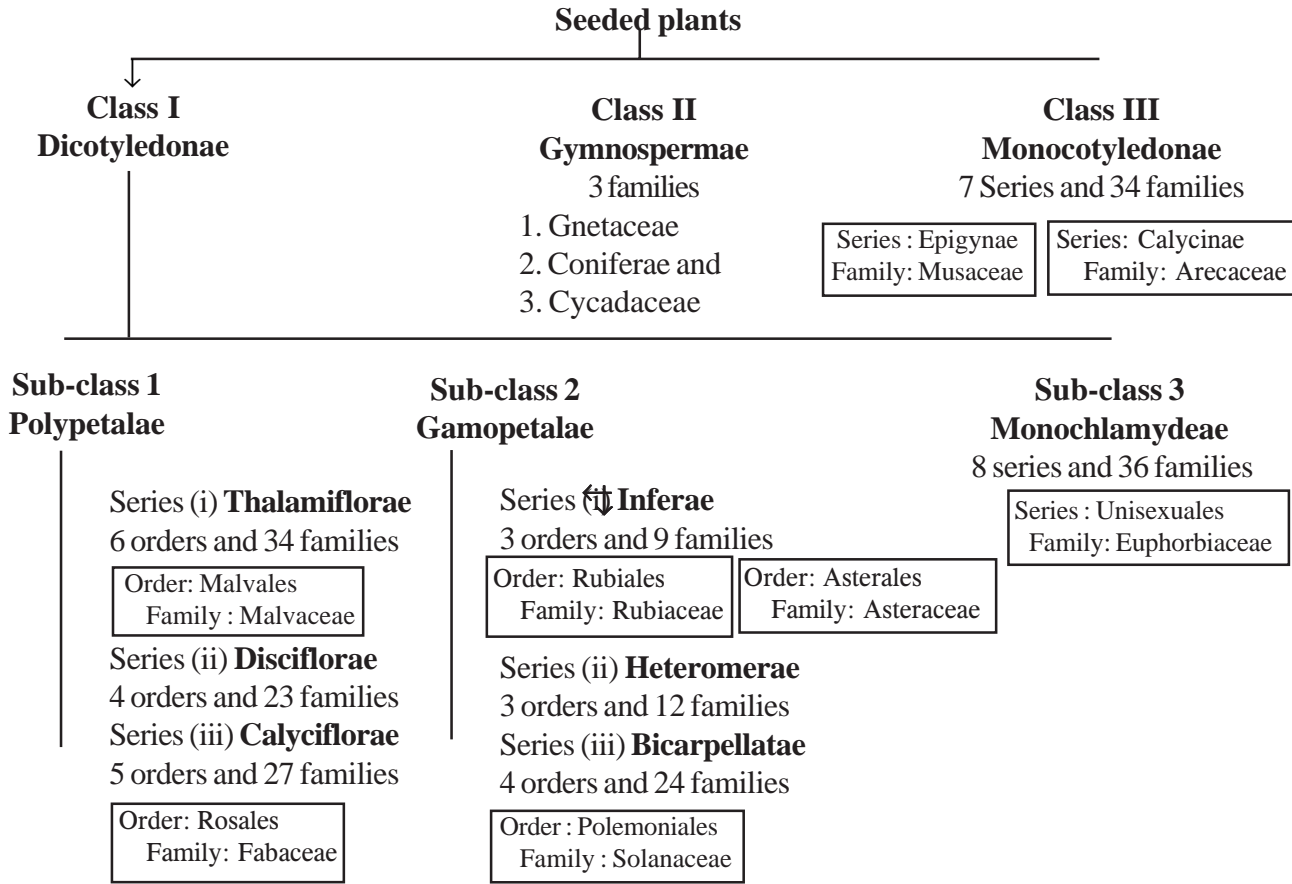 Seeded plants
Class I
Dicotyledonae
Class II
Gymnospermae
3 families
1. Gnetaceae
2. Coniferae and
3. Cycadaceae
Class III
Monocotyledonae
7 Series and 34 families
Series : Epigynae
Family: Musaceae
Series: Calycinae
Family: Arecaceae
Sub-class 1
Polypetalae
Series (i) Thalamiflorae
6 orders and 34 families
Order: Malvales
Family : Malvaceae
Series (ii) Disciflorae
4 orders and 23 families
Series (iii) Calyciflorae
5 orders and 27 families
Order: Rosales
Family: Fabaceae
Sub-class 2
Gamopetalae
Series (i) Inferae
3 orders and 9 families
Order: Rubiales
Family: Rubiaceae
Order: Asterales
Family: Asteraceae
Series (ii) Heteromerae
3 orders and 12 families
Series (iii) Bicarpellatae
4 orders and 24 families
Order : Polemoniales
Family : Solanaceae
Sub-class 3
Monochlamydeae
8 series and 36 families
Series : Unisexuales
Family: Euphorbiaceae